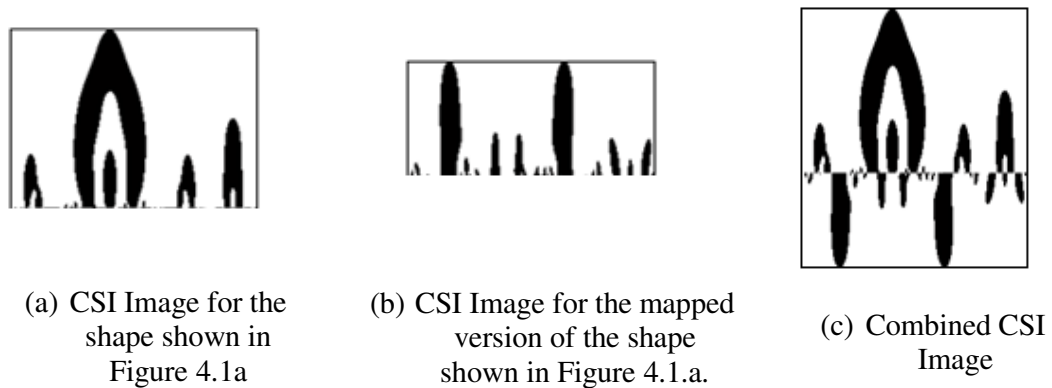 (a) CSI Image for the
shape shown in
Figure 4.1a
(b) CSI Image for the mapped
version of the shape
shown in Figure 4.1.a.
(c) Combined CSI
Image